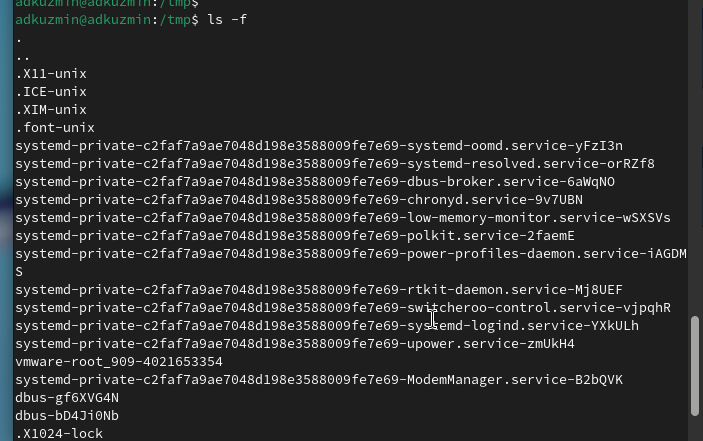 adkuzmin@adkuzmin:/tmp$
adkuzmin@adkuzmin:/tmp$ ls -f
.
..
.X11-unix
.ICE-unix
.XIM-unix
.font-unix
systemd-private-c2faf7a9ae7048d198e3588009fe7e69-systemd-oomd.service-yFzI3n
systemd-private-c2faf7a9ae7048d198e3588009fe7e69-systemd-resolved.service-orRZf8
systemd-private-c2faf7a9ae7048d198e3588009fe7e69-dbus-broker.service-6aWqNO
systemd-private-c2faf7a9ae7048d198e3588009fe7e69-chronyd.service-9v7UBN
systemd-private-c2faf7a9ae7048d198e3588009fe7e69-low-memory-monitor.service-wSXSVs
systemd-private-c2faf7a9ae7048d198e3588009fe7e69-polkit.service-2faemE
systemd-private-c2faf7a9ae7048d198e3588009fe7e69-power-profiles-daemon.service-iAGDM
S
systemd-private-c2faf7a9ae7048d198e3588009fe7e69-rtkit-daemon.service-Mj8UEF
systemd-private-c2faf7a9ae7048d198e3588009fe7e69-switcheroo-control.service-vjpqhR
systemd-private-c2faf7a9ae7048d198e3588009fe7e69-systemd-logind.service-YXkULh
systemd-private-c2faf7a9ae7048d198e3588009fe7e69-upower.service-zmUkH4
vmware-root_909-4021653354
systemd-private-c2faf7a9ae7048d198e3588009fe7e69-ModemManager.service-B2bQVK
dbus-gf6XVG4N
dbus-bD4Ji0Nb
.X1024-lock